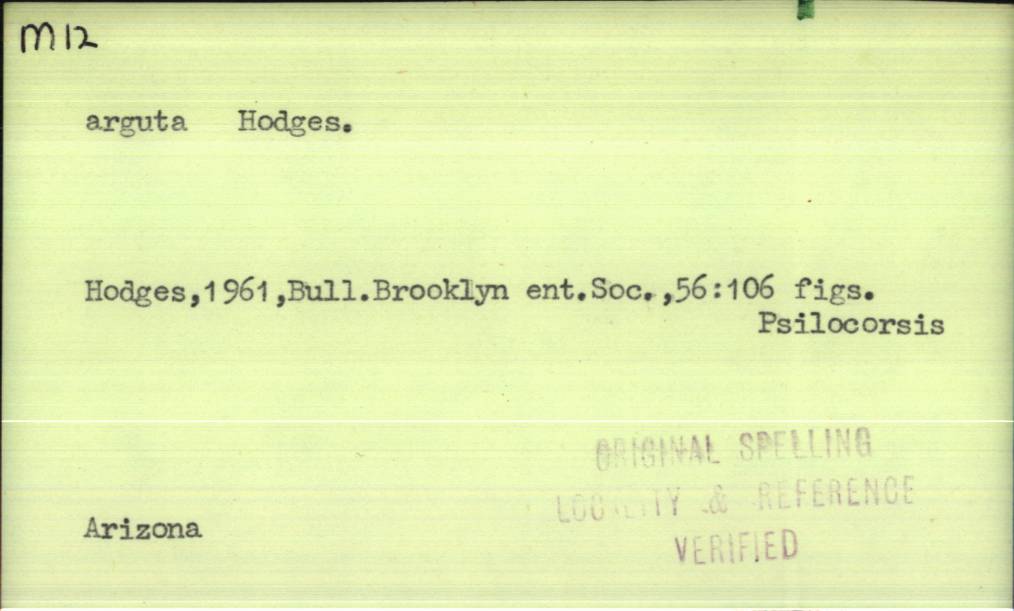 M12
arguta Hodges.
Hodges,1961,Bull.Brooklyn ent.Soc.,56:106 figs.
Psilocorsis
ORIGINAL SPELLING
LOCALITY & REFERENCE
VERIFIED
Arizona